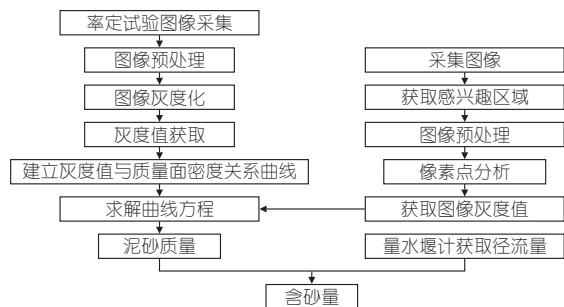 率定试验图像采集
图像预处理
图像灰度化
灰度值获取
建立灰度值与质量面密度关系曲线
求解曲线方程
泥砂质量
采集图像
获取感兴趣区域
图像预处理
像素点分析
获取图像灰度值
量水堰计获取径流量
含砂量